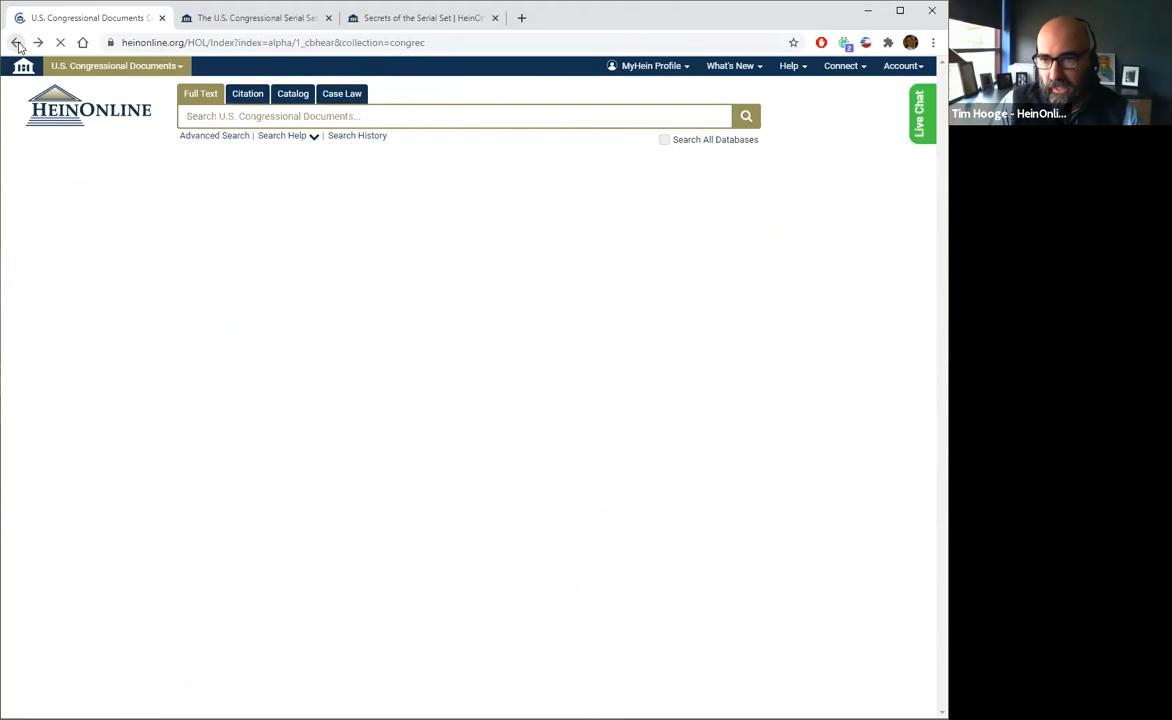 U.S. Congressional Documents C
The U.S. Congressional Serial Set
Secrets of the Serial Set | HeinOn
heinonline.org/HOL/Index?index=alpha/1_cbhear&collection=congrec
2
U.S. Congressional Documents
MyHein Profile
What's New
Help
Connect
Account
HEINONLINE
Full Text
Citation
Catalog
Case Law
Search U.S. Congressional Documents...
Advanced Search |
Search Help
| Search History
Search All Databases
Live Chat
Tim Hooge - HeinOnli...